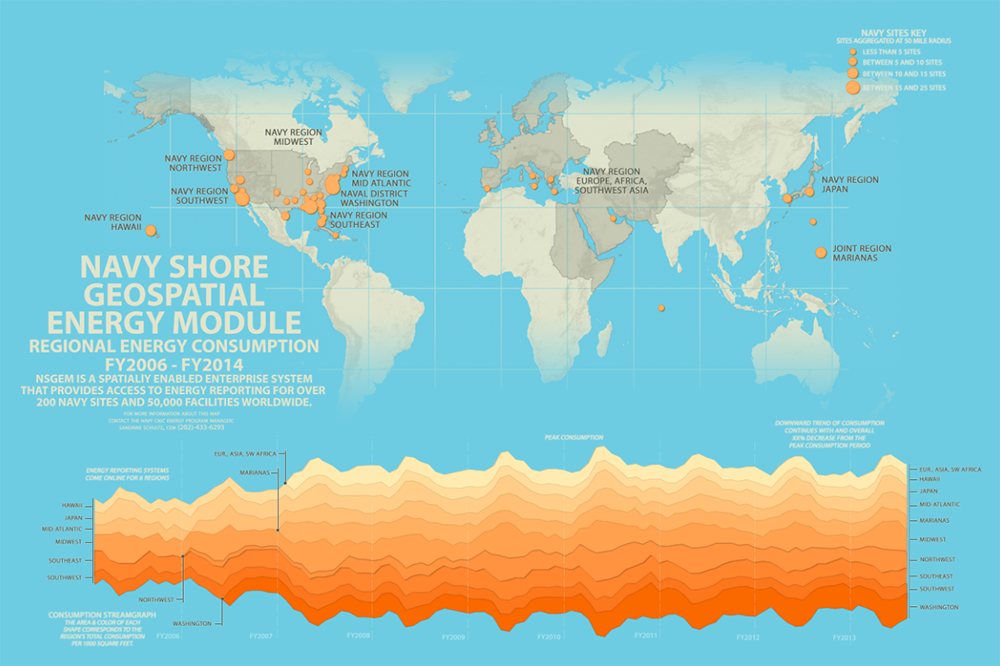 NAVY SITES KEY
SITES AGGREGATED AT 50 MILE RADIUS
LESS THAN 5 SITES
BETWEEN 5 AND 10 SITES
BETWEEN 10 AND 15 SITES
BETWEEN 15 AND 25 SITES
NAVY REGION
MIDWEST
NAVY REGION
NORTHWEST
NAVY REGION
SOUTHWEST
NAVY REGION
HAWAII
NAVY REGION
MID ATLANTIC
NAVAL DISTRICT
WASHINGTON
NAVY REGION
SOUTHEAST
NAVY REGION
EUROPE, AFRICA,
SOUTHWEST ASIA
NAVY REGION
JAPAN
JOINT REGION
MARIANAS
NAVY SHORE
GEOSPATIAL
ENERGY MODULE
REGIONAL ENERGY CONSUMPTION
FY2006 - FY2014
NSGEM IS A SPATIALIY ENABLED ENTERPRISE SYSTEM
THAT PROVIDES ACCESS TO ENERGY REPORTING FOR OVER
200 NAVY SITES AND 50,000 FACILITIES WORLDWIDE.
FOR MORE INFORMATION ABOUT THIS MAP
CONTACT THE NAVY CNIC ENERGY PROGRAM MANAGER:
(202)-433-6293
DOWNWARD TREND OF CONSUMPTION
CONTINUES WITH AND OVERALL
XX% DECREASE FROM THE
PEAK CONSUMPTION PERIOD
PEAK CONSUMPTION
ENERGY REPORTING SYSTEMS
COME ONLINE FOR 6 REGIONS
EUR., ASIA, SW AFRICA
MARIANAS
HAWAII
JAPAN
MID-ATLANTIC
MIDWEST
SOUTHEAST
SOUTHWEST
NORTHWEST
WASHINGTON
EUR., ASIA, SW AFRICA
HAWAII
JAPAN
MID-ATLANTIC
MARIANAS
MIDWEST
NORTHWEST
SOUTHEAST
SOUTHWEST
WASHINGTON
CONSUMPTION STREAMGRAPH
THE AREA & COLOR OF EACH
SHAPE CORRESPONDS TO THE
REGION'S TOTAL CONSUMPTION
PER 1000 SQUARE FEET.
FY2006
FY2007
FY2008
FY2009
FY2010
FY2011
FY2012
FY2013